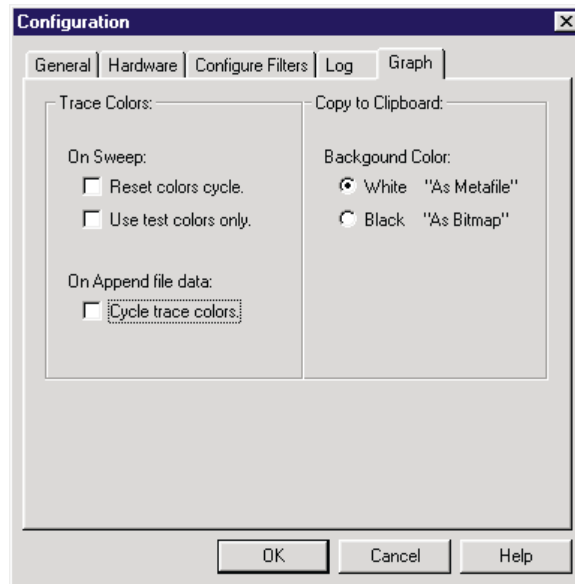 Configuration
General Hardware Configure Filters Log Graph
Trace Colors:
On Sweep:
Reset colors cycle.
Use test colors only.
On Append file data:
Cycle trace colors.
Copy to Clipboard:
Backgound Color:
White "As Metafile"
Black "As Bitmap"
OK Cancel Help